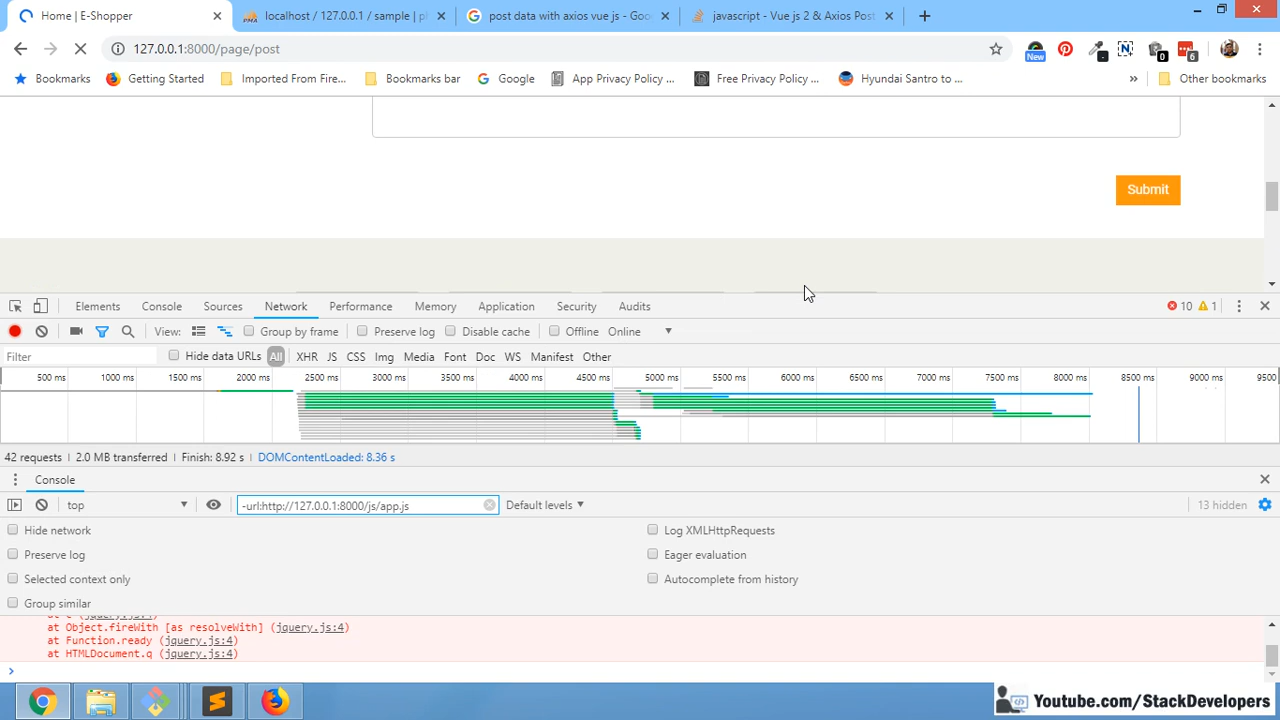 Home | E-Shopper
localhost / 127.0.0.1 / sample | ph
post data with axios vue js - Goo
javascript - Vue js 2 & Axios Post
127.0.0.1:8000/page/post
New
0
6
Bookmarks
Getting Started
Imported From Fire...
Bookmarks bar
Google
App Privacy Policy ...
Free Privacy Policy ...
Hyundai Santro to ...
»
Other bookmarks
Submit
Elements
Console
Sources
Network
Performance
Memory
Application
Security
Audits
10
1
View:
Group by frame
Preserve log
Disable cache
Offline
Online
Filter
Hide data URLs
All
XHR
JS
CSS
Img
Media
Font
Doc
WS
Manifest
Other
500 ms
1000 ms
1500 ms
2000 ms
2500 ms
3000 ms
3500 ms
4000 ms
4500 ms
5000 ms
5500 ms
6000 ms
6500 ms
7000 ms
7500 ms
8000 ms
8500 ms
9000 ms
9500
42 requests
2.0 MB transferred
Finish: 8.92 s
DOMContentLoaded: 8.36 s
Console
top
-url:http://127.0.0.1:8000/js/app.js
Default levels
13 hidden
Hide network
Log XMLHttpRequests
Preserve log
Eager evaluation
Selected context only
Autocomplete from history
Group similar
at Object.fireWith [as resolveWith] (jquery.js:4)
at Function.ready (jquery.js:4)
at HTMLDocument.q (jquery.js:4)
Youtube.com/StackDevelopers